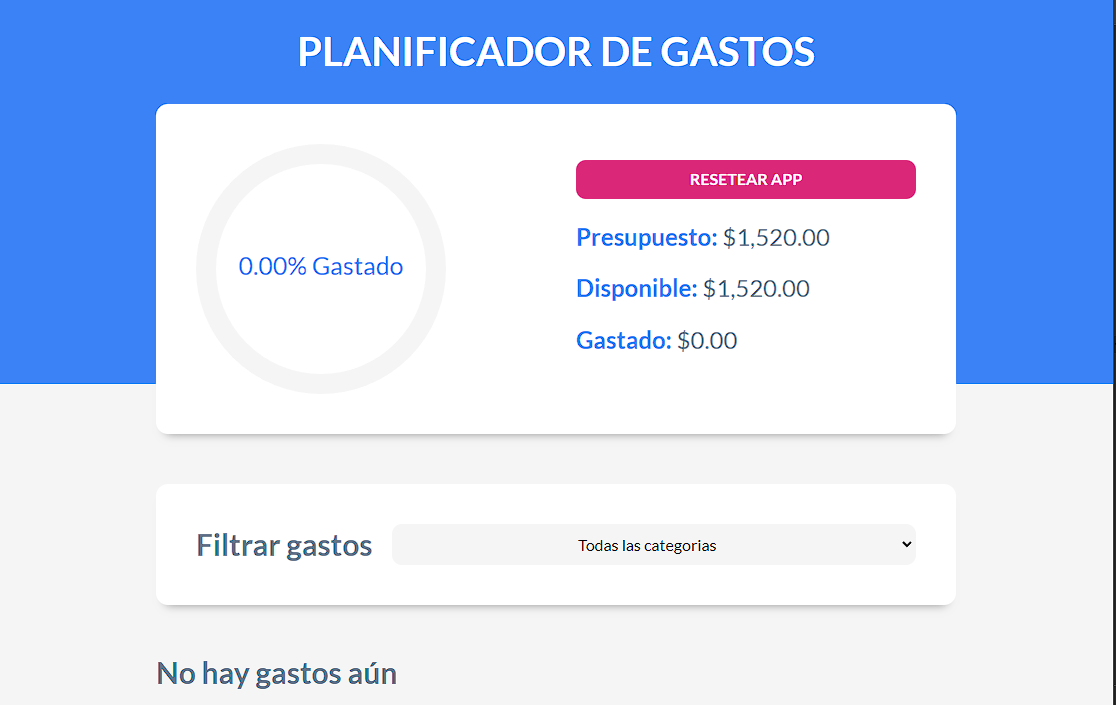 PLANIFICADOR DE GASTOS
0.00% Gastado
RESETEAR APP
Presupuesto: $1,520.00
Disponible: $1,520.00
Gastado: $0.00
Filtrar gastos
Todas las categorias
No hay gastos aún